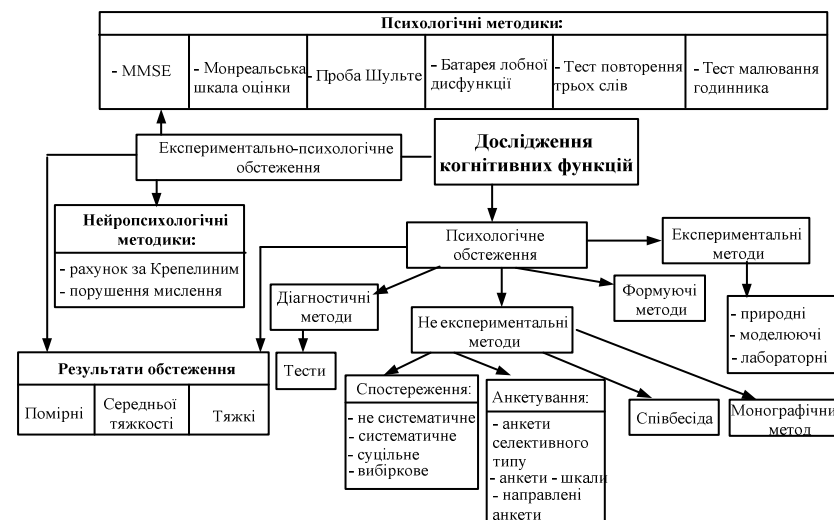 Психологічні методики:
- MMSE
- Монреальська
шкала оцінки
- Проба Шульте
- Батарея лобної
дисфункції
- Тест повторення
трьох слів
- Тест малювання
годинника
Експериментально-психологічне
обстеження
Дослідження
когнітивних функцій
Нейропсихологічні
методики:
- рахунок за Крепелиним
- порушення мислення
Психологічне
обстеження
Експериментальні
методи
- природні
- моделюючі
- лабораторні
Формуючі
методи
Діагностичні
методи
Не експериментальні
методи
Тести
Результати обстеження
Помірні
Середньої
тяжкості
Тяжкі
Спостереження:
- не систематичне
- систематичне
- суцільне
- вибіркове
Анкетування:
- анкети
селективного
типу
- анкети - шкали
- направлені
анкети
Співбесіда
Монографічний
метод